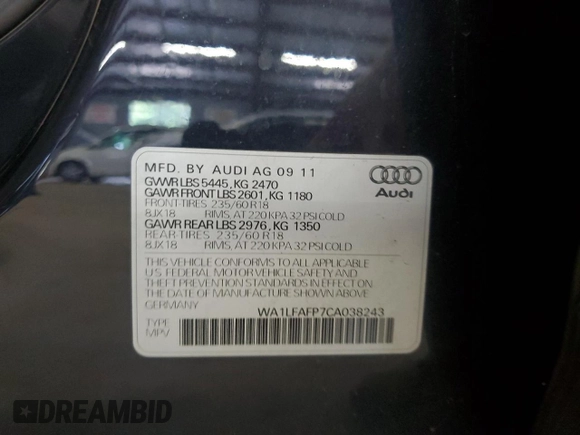 MFD. BY AUDI AG 09 11
GVWR LBS 5445, KG 2470
GAWR FRONT LBS 2601, KG 1180
FRONT-TIRES 235/60 R18
8JX18 RIMS, AT 220 KPA 32 PSI COLD
GAWR REAR LBS 2976, KG 1350
REAR-TIRES 235/60 R18
8JX18 RIMS, AT 220 KPA 32 PSI COLD
Audi
THIS VEHICLE CONFORMS TO ALL APPLICABLE
U.S. FEDERAL MOTOR VEHICLE SAFETY AND
THEFT PREVENTION STANDARDS IN EFFECT ON THE
DATE OF MANUFACTURE SHOWN ABOVE
GERMANY WA1LFAFP7CA038243
TYPE
MPV
DREAMBID